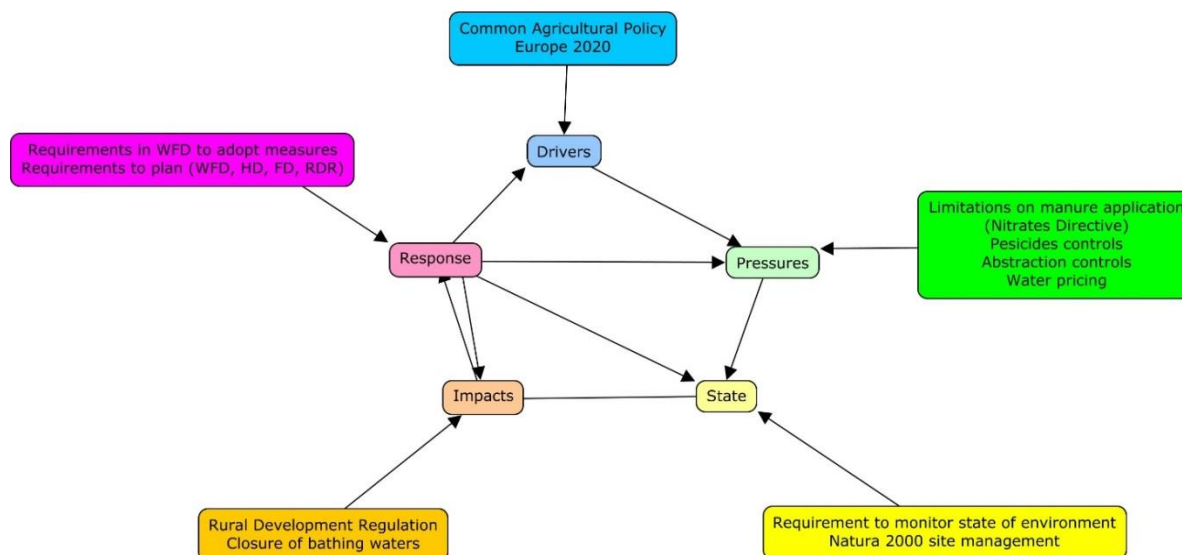 Common Agricultural Policy
Europe 2020
Drivers
Requirements in WFD to adopt measures
Requirements to plan (WFD, HD, FD, RDR)
Limitations on manure application
(Nitrates Directive)
Pesicides controls
Abstraction controls
Water pricing
Response
Pressures
Impacts
State
Rural Development Regulation
Closure of bathing waters
Requirement to monitor state of environment
Natura 2000 site management